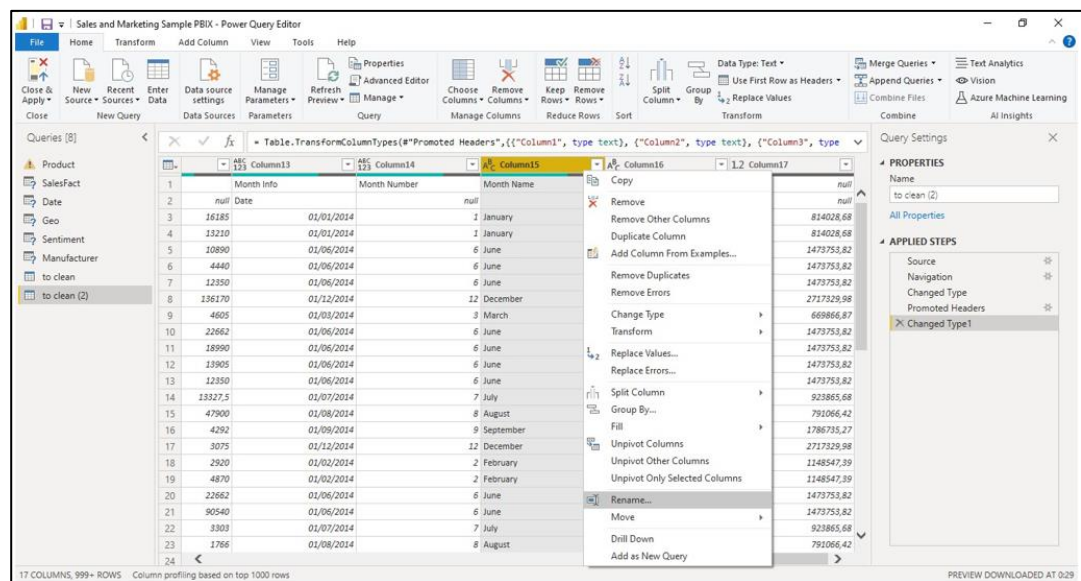 Sales and Marketing Sample PBIX - Power Query Editor
File Home Transform Add Column View Tools Help
Close & Apply
New Source
Recent Sources
Enter Data
Data source settings
Manage Parameters
Refresh Preview
Properties
Advanced Editor
Manage
Choose Columns
Remove Columns
Keep Rows
Remove Rows
Split Column
Group By
Data Type: Text
Use First Row as Headers
Replace Values
Merge Queries
Append Queries
Combine Files
Text Analytics
Vision
Azure Machine Learning
Close New Query Data Sources Parameters Query Manage Columns Reduce Rows Sort Transform Combine AI Insights
Queries [8]
Product
SalesFact
Date
Geo
Sentiment
Manufacturer
to clean
to clean (2)
fx = Table.TransformColumnTypes(#"Promoted Headers",{{"Column1", type text}, {"Column2", type text}, {"Column3", type
ABC 123 Column13 ABC 123 Column14 ABC Column15 ABC Column16 1.2 Column17
1 Month Info Month Number Month Name null
2 null Date null null
3 16185 01/01/2014 1 January 814028,68
4 13210 01/01/2014 1 January 814028,68
5 10890 01/06/2014 6 June 1473753,82
6 4440 01/06/2014 6 June 1473753,82
7 12350 01/06/2014 6 June 1473753,82
8 136170 01/12/2014 12 December 2717329,98
9 4605 01/03/2014 3 March 669866,87
10 22662 01/06/2014 6 June 1473753,82
11 18990 01/06/2014 6 June 1473753,82
12 13905 01/06/2014 6 June 1473753,82
13 12350 01/06/2014 6 June 1473753,82
14 13327,5 01/07/2014 7 July 923865,68
15 47900 01/08/2014 8 August 791066,42
16 4292 01/09/2014 9 September 1786735,27
17 3075 01/12/2014 12 December 2717329,98
18 2920 01/02/2014 2 February 1148547,39
19 4870 01/02/2014 2 February 1148547,39
20 22662 01/06/2014 6 June 1473753,82
21 90540 01/06/2014 6 June 1473753,82
22 3303 01/07/2014 7 July 923865,68
23 1766 01/08/2014 8 August 791066,42
24
Copy
Remove
Remove Other Columns
Duplicate Column
Add Column From Examples...
Remove Duplicates
Remove Errors
Change Type
Transform
Replace Values...
Replace Errors...
Split Column
Group By...
Fill
Unpivot Columns
Unpivot Other Columns
Unpivot Only Selected Columns
Rename...
Move
Drill Down
Add as New Query
Query Settings
PROPERTIES
Name
to clean (2)
All Properties
APPLIED STEPS
Source
Navigation
Changed Type
Promoted Headers
Changed Type1
17 COLUMNS, 999+ ROWS Column profiling based on top 1000 rows
PREVIEW DOWNLOADED AT 0:29